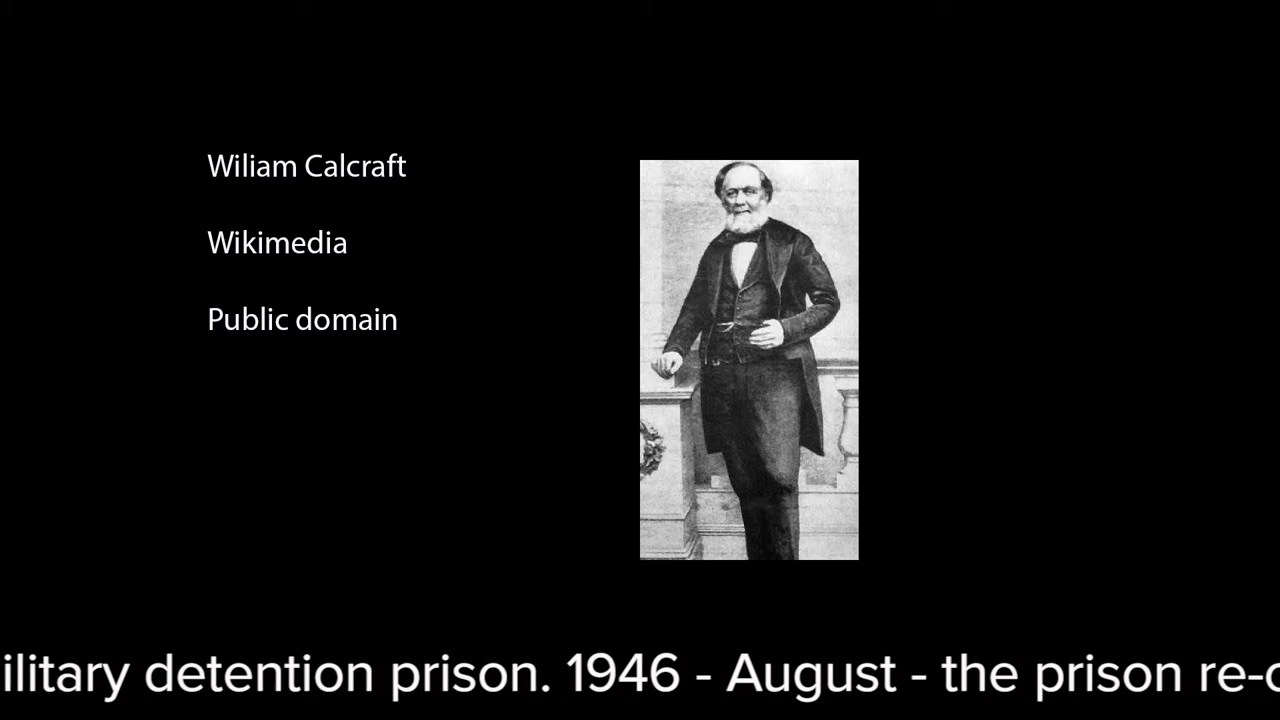 Wiliam Calcraft
Wikimedia
Public domain
ilitary detention prison. 1946 - August - the prison re-